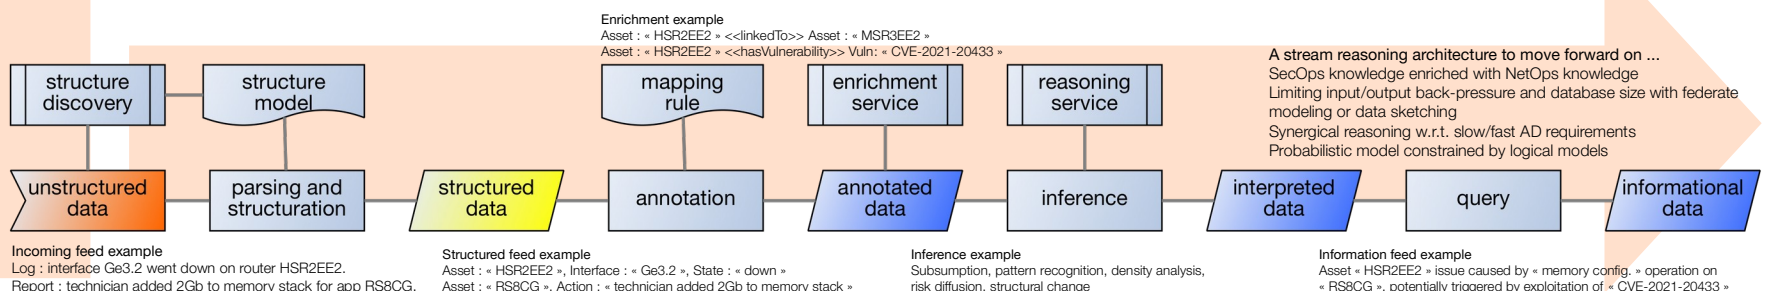 Enrichment example
Asset : « HSR2EE2 » <<linkedTo>> Asset : « MSR3EE2 »
Asset : « HSR2EE2 » <<hasVulnerability>> Vuln: « CVE-2021-20433 »
A stream reasoning architecture to move forward on ...
SecOps knowledge enriched with NetOps knowledge
Limiting input/output back-pressure and database size with federate
modeling or data sketching
Synergical reasoning w.r.t. slow/fast AD requirements
Probabilistic model constrained by logical models
structure
discovery
structure
model
mapping
rule
enrichment
service
reasoning
service
unstructured
data
parsing and
structuration
structured
data
annotation
annotated
data
inference
interpreted
data
query
informational
data
Incoming feed example
Log : interface Ge3.2 went down on router HSR2EE2.
Report : technician added 2Gb to memory stack for app RS8CG.
Structured feed example
Asset : « HSR2EE2 », Interface : « Ge3.2 », State : « down »
Asset : « RS8CG », Action : « technician added 2Gb to memory stack »
Inference example
Subsumption, pattern recognition, density analysis,
risk diffusion, structural change
Information feed example
Asset « HSR2EE2 » issue caused by « memory config. » operation on
« RS8CG », potentially triggered by exploitation of « CVE-2021-20433 »